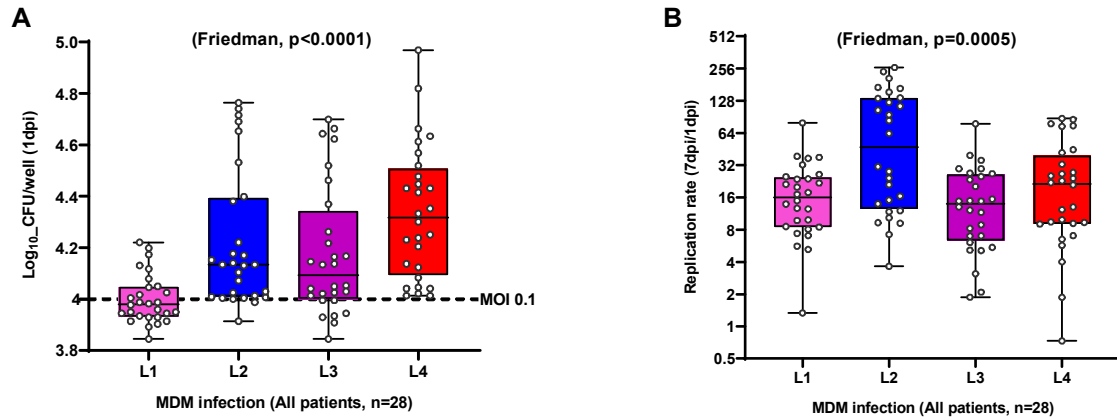 A
(Friedman, p<0.0001)
Log10_CFU/well (1dpi)
5.0
4.8
4.6
4.4
4.2
4
3.8
MOI 0.1
L1 L2 L3 L4
MDM infection (All patients, n=28)
B
(Friedman, p=0.0005)
Replication rate (7dpi/1dpi)
512
256
128
64
32
16
8
4
2
1
0.5
L1 L2 L3 L4
MDM infection (All patients, n=28)